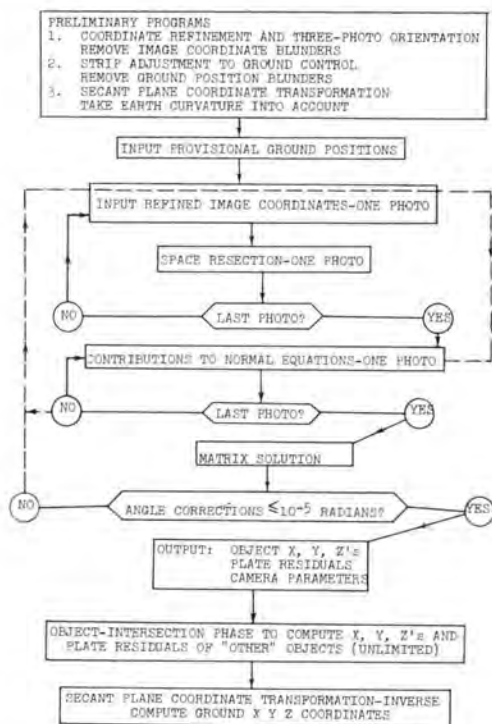 PRELIMINARY PROGRAMS
1. COORDINATE REFINEMENT AND THREE-PHOTO ORIENTATION
REMOVE IMAGE COORDINATE BLUNDERS
2. STRIP ADJUSTMENT TO GROUND CONTROL
REMOVE GROUND POSITION BLUNDERS
3. SECANT PLANE COORDINATE TRANSFORMATION
TAKE EARTH CURVATURE INTO ACCOUNT
INPUT PROVISIONAL GROUND POSITIONS
INPUT REFINED IMAGE COORDINATES-ONE PHOTO
SPACE RESECTION-ONE PHOTO
NO LAST PHOTO? YES
CONTRIBUTIONS TO NORMAL EQUATIONS-ONE PHOTO
NO LAST PHOTO? YES
MATRIX SOLUTION
NO ANGLE CORRECTIONS ≤10⁻⁵ RADIANS? YES
OUTPUT: OBJECT X, Y, Z's
PLATE RESIDUALS
CAMERA PARAMETERS
OBJECT-INTERSECTION PHASE TO COMPUTE X, Y, Z's AND
PLATE RESIDUALS OF "OTHER" OBJECTS (UNLIMITED)
SECANT PLANE COORDINATE TRANSFORMATION-INVERSE
COMPUTE GROUND X Y Z COORDINATES